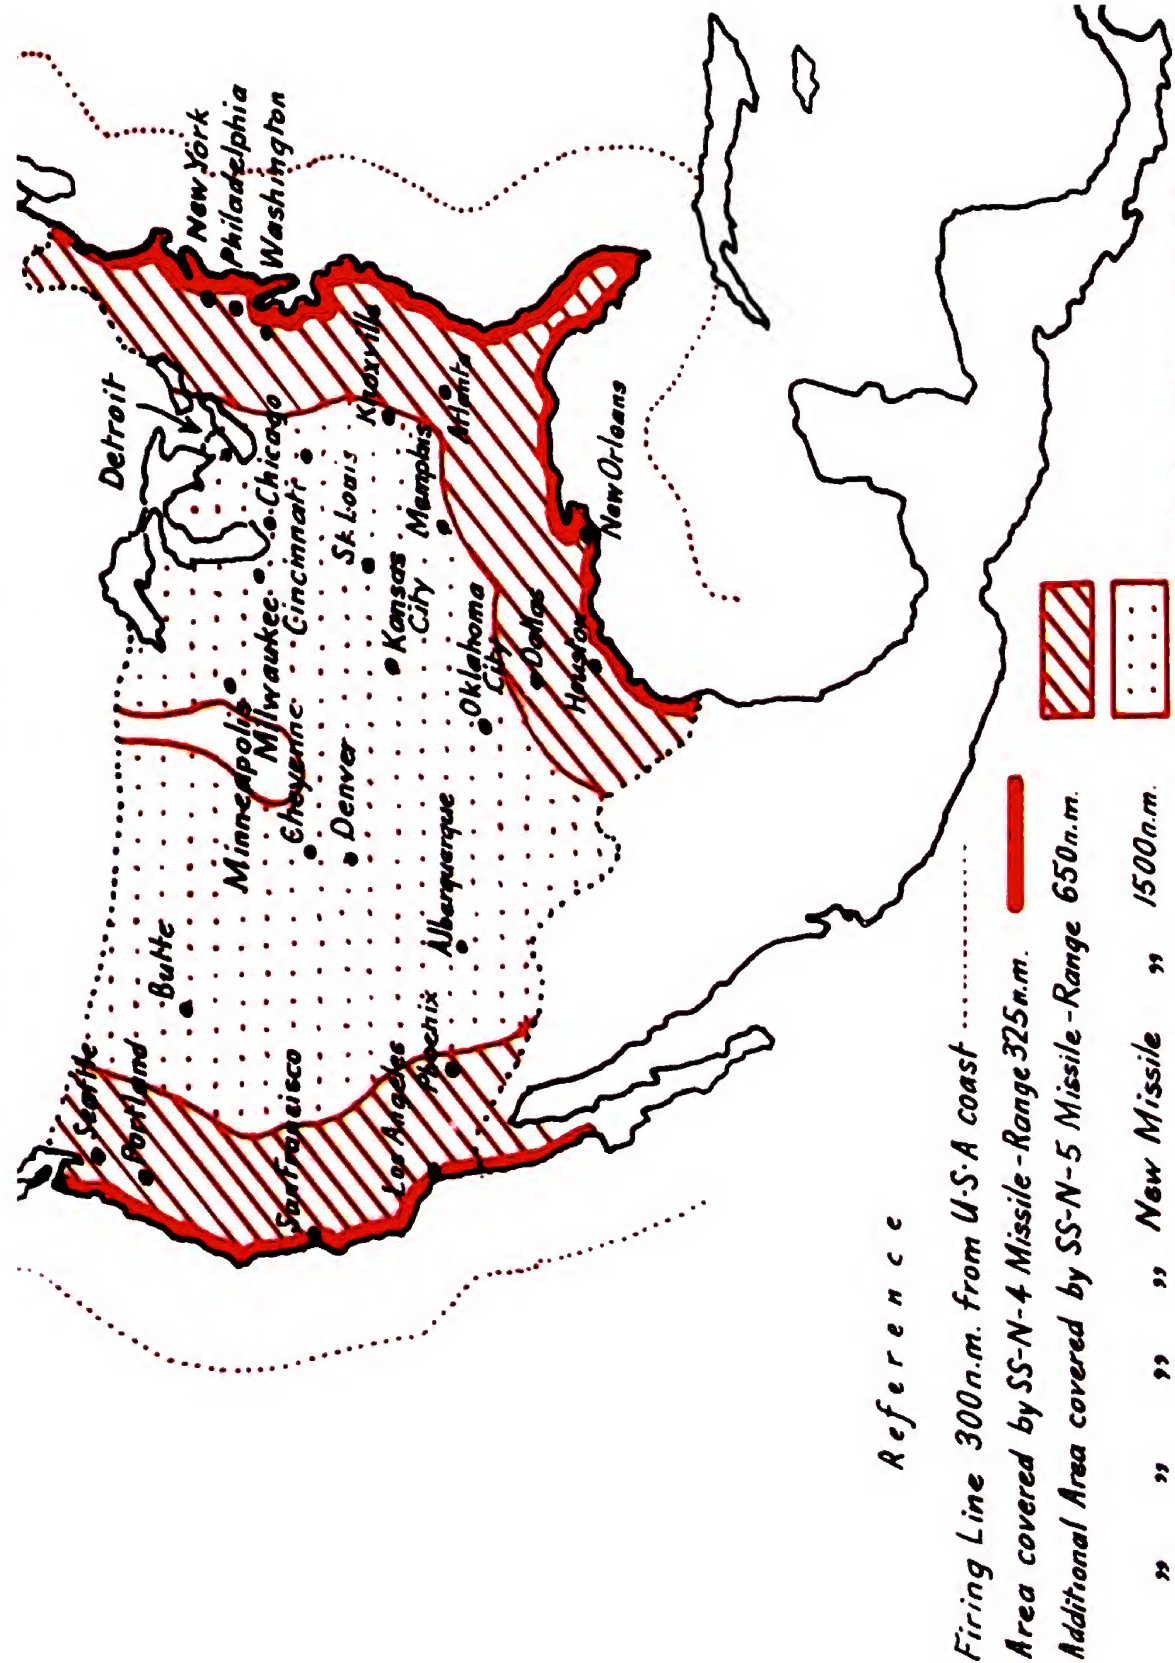 Seattle
Portland
San Francisco
Los Angeles
Phoenix
Butte
Alberquerque
Cheyenne
Denver
Minneapolis
Milwaukee
Chicago
Cincinnati
Detroit
St. Louis
Kansas
City
Oklahoma
City
Memphis
Dallas
Houston
Knoxville
Atlanta
New Orleans
New York
Philadelphia
Washington
Reference
Firing Line 300n.m. from U.S.A coast
Area covered by SS-N-4 Missile-Range 325n.m.
Additional Area covered by SS-N-5 Missile-Range 650n.m.
" " " " New Missile " 1500n.m.